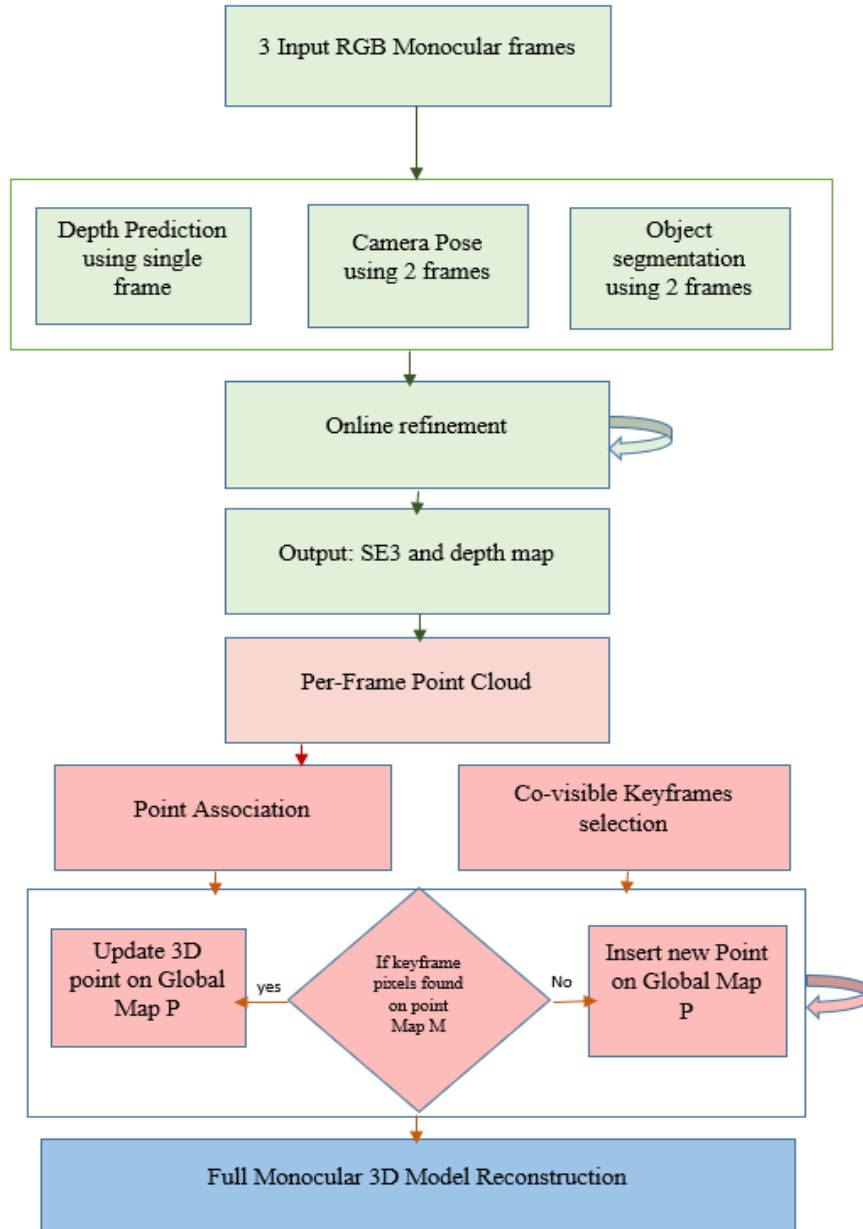 3 Input RGB Monocular frames
Depth Prediction
using single
frame
Camera Pose
using 2 frames
Object
segmentation
using 2 frames
Online refinement
Output: SE3 and depth map
Per-Frame Point Cloud
Point Association
Co-visible Keyframes
selection
Update 3D
point on Global
Map P
yes
If keyframe
pixels found
on point
Map M
No
Insert new Point
on Global Map
P
Full Monocular 3D Model Reconstruction